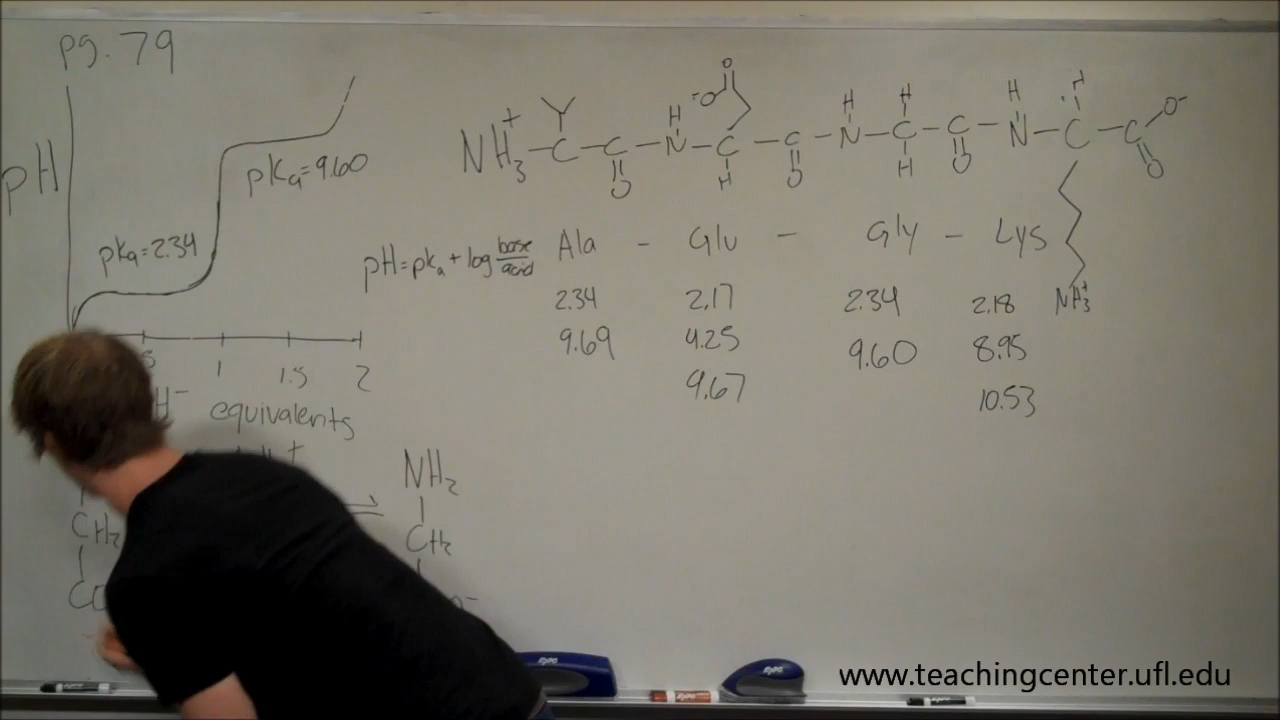 pg. 79
pH
pKa=9.60
pKa=2.34
1
1.5
2
H⁻ equivalents
NH₂
CH₂
CH₂
pH=pKa + log base/acid
NH₃⁺ – C – C – N – C – C – N – C – C – N – C – C – O⁻
H
H
H
H
H
H
O
⁻O
O
O
O
O
NH₃⁺
Ala - Glu - Gly - Lys
2.34 2.17 2.34 2.18
9.69 4.25 9.60 8.95
9.67 10.53
EXPO
www.teachingcenter.ufl.edu